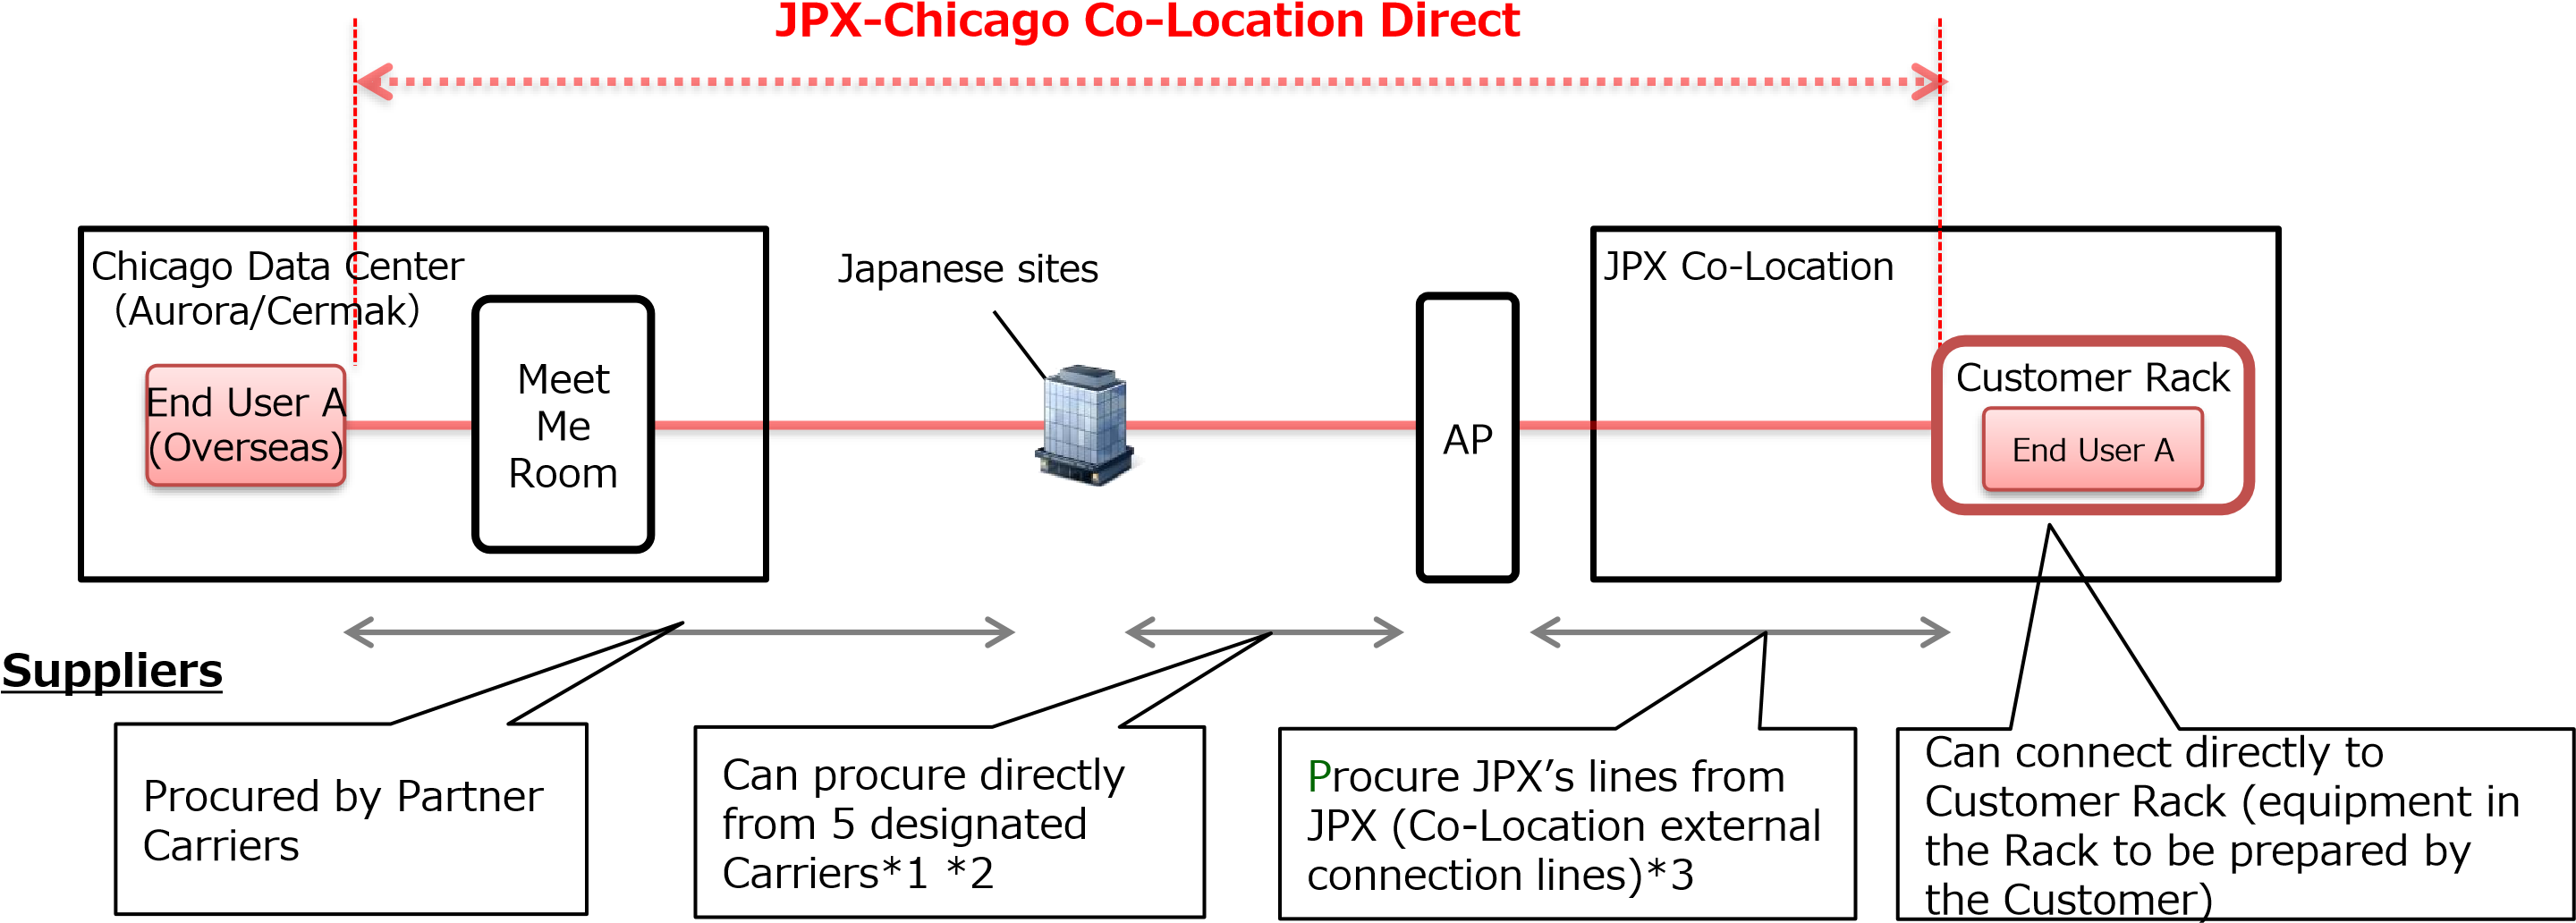 JPX-Chicago Co-Location Direct
Chicago Data Center
（Aurora/Cermak）
Japanese sites
JPX Co-Location
End User A
(Overseas)
Meet
Me
Room
AP
Customer Rack
End User A
Suppliers
Procured by Partner
Carriers
Can procure directly
from 5 designated
Carriers*1 *2
Procure JPX’s lines from
JPX (Co-Location external
connection lines)*3
Can connect directly to
Customer Rack (equipment in
the Rack to be prepared by
the Customer)